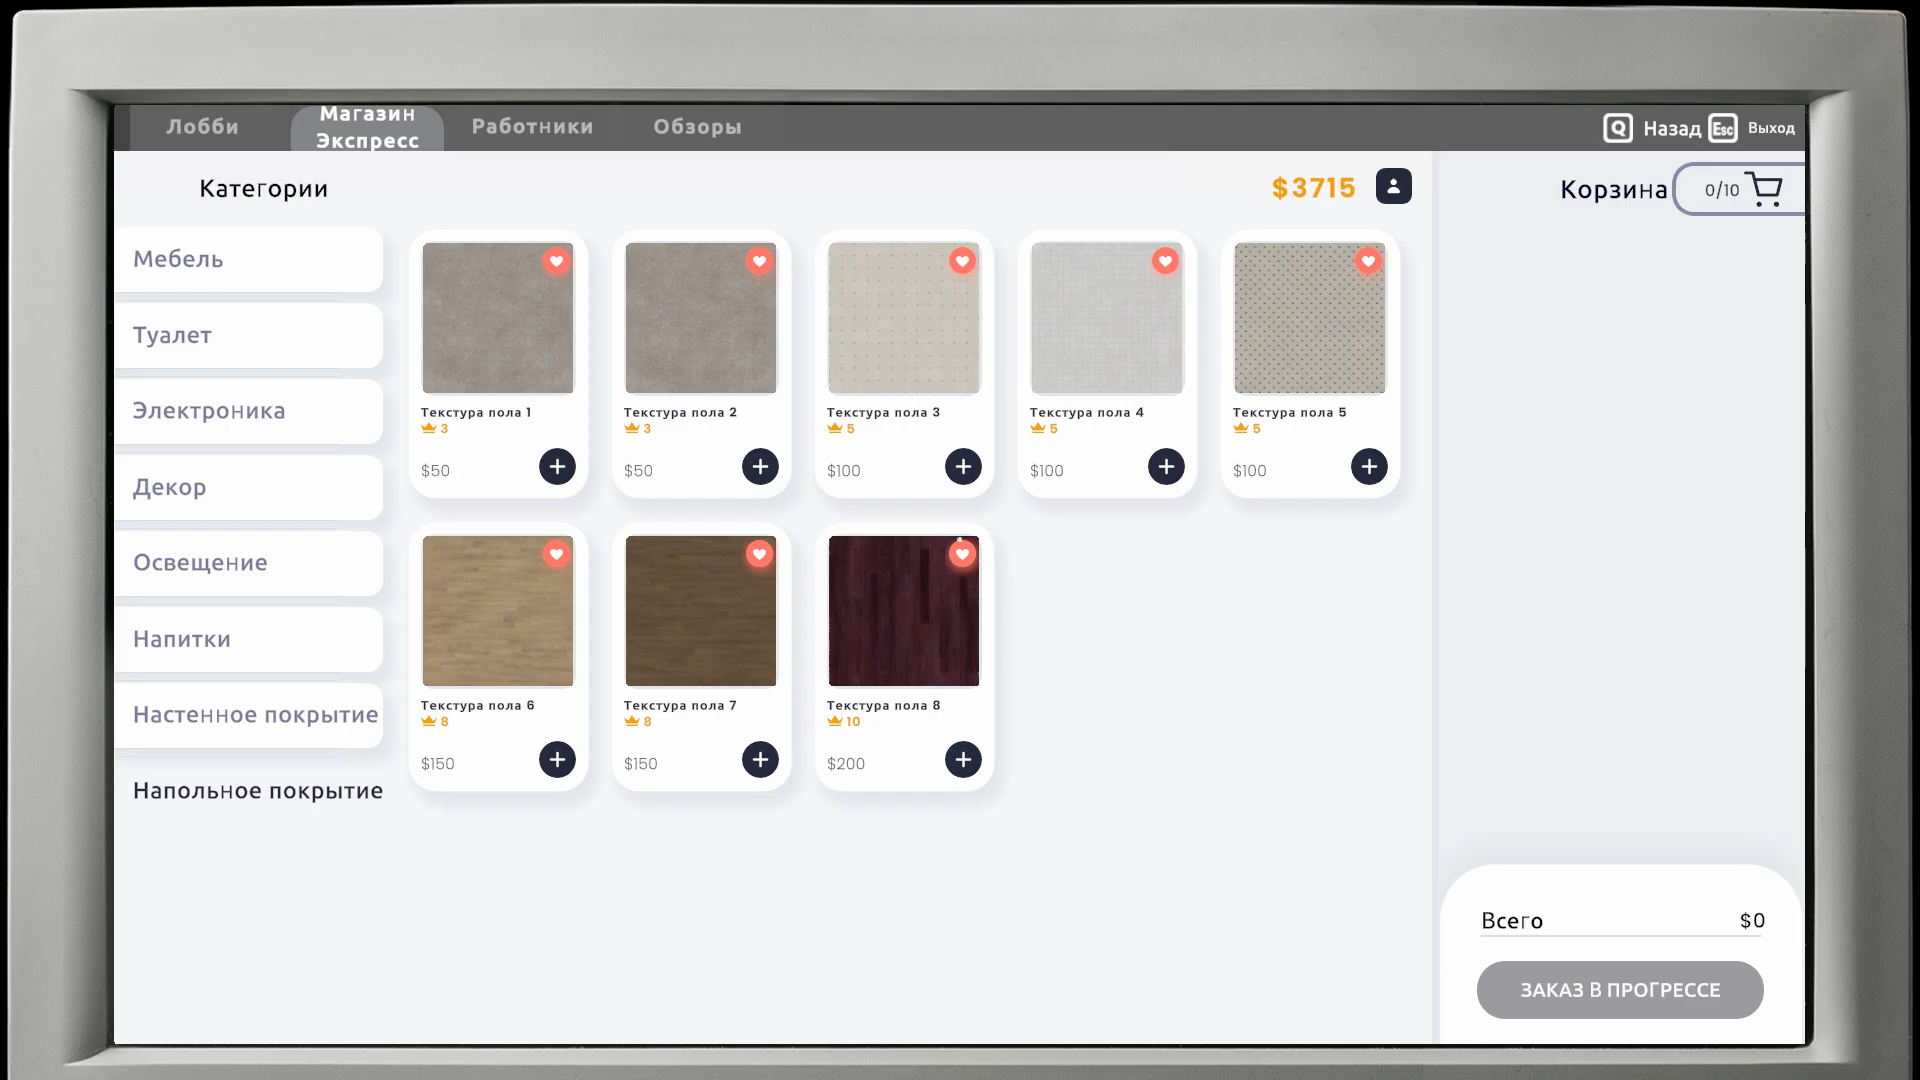 Лобби
Магазин
Экспресс
Работники
Обзоры
Q Назад Esc Выход
Категории
$3715
Корзина
0/10
Мебель
Туалет
Электроника
Декор
Освещение
Напитки
Настенное покрытие
Напольное покрытие
Текстура пола 1
3
$50
Текстура пола 2
3
$50
Текстура пола 3
5
$100
Текстура пола 4
5
$100
Текстура пола 5
5
$100
Текстура пола 6
8
$150
Текстура пола 7
8
$150
Текстура пола 8
10
$200
Всего $0
ЗАКАЗ В ПРОГРЕССЕ